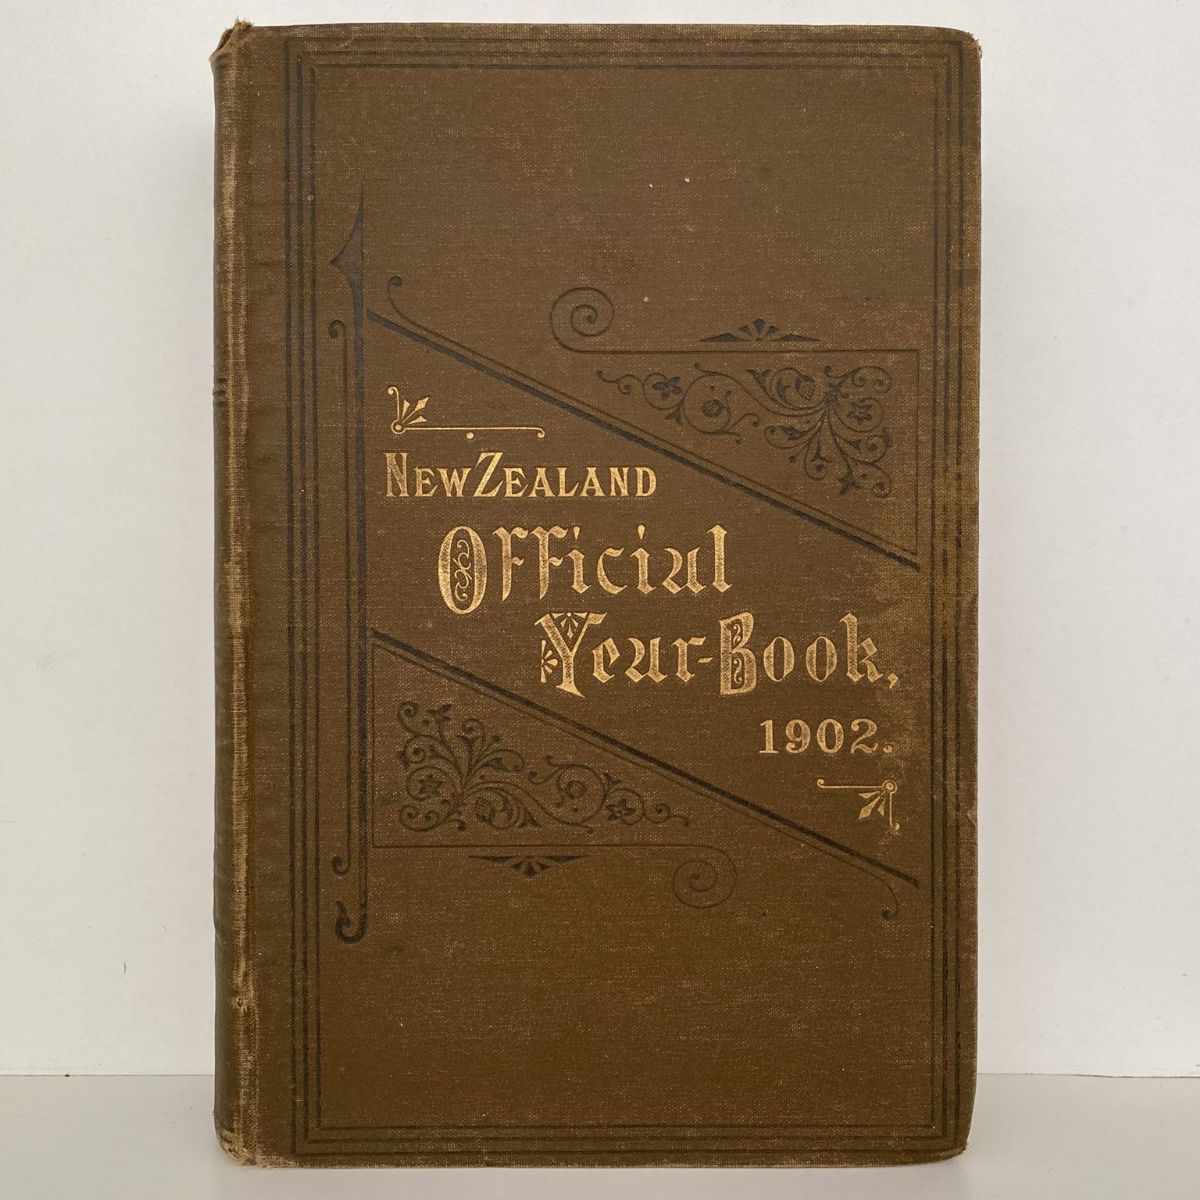 New Zealand
Official
Year-Book,
1902.